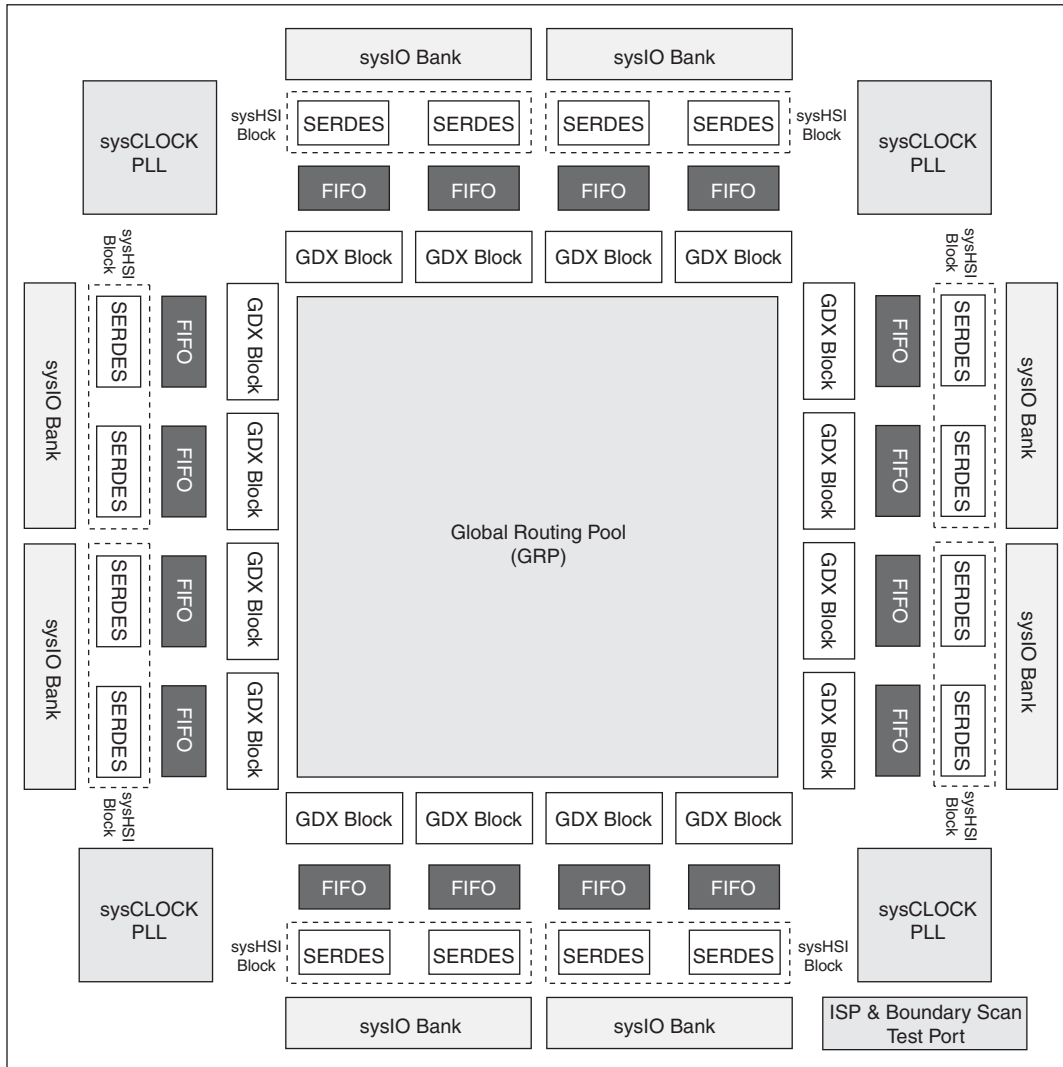 sysIO Bank
sysIO Bank
sysCLOCK
PLL
sysHSI
Block
SERDES
SERDES
SERDES
SERDES
sysHSI
Block
sysCLOCK
PLL
FIFO
FIFO
FIFO
FIFO
sysHSI
Block
GDX Block
GDX Block
GDX Block
GDX Block
sysHSI
Block
sysIO Bank
SERDES
FIFO
GDX Block
GDX Block
FIFO
SERDES
sysIO Bank
SERDES
FIFO
GDX Block
GDX Block
FIFO
SERDES
Global Routing Pool
(GRP)
sysIO Bank
SERDES
FIFO
GDX Block
GDX Block
FIFO
SERDES
sysIO Bank
SERDES
FIFO
GDX Block
GDX Block
FIFO
SERDES
sysHSI
Block
GDX Block
GDX Block
GDX Block
GDX Block
sysHSI
Block
sysCLOCK
PLL
FIFO
FIFO
FIFO
FIFO
sysCLOCK
PLL
sysHSI
Block
SERDES
SERDES
SERDES
SERDES
sysHSI
Block
sysIO Bank
sysIO Bank
ISP & Boundary Scan
Test Port